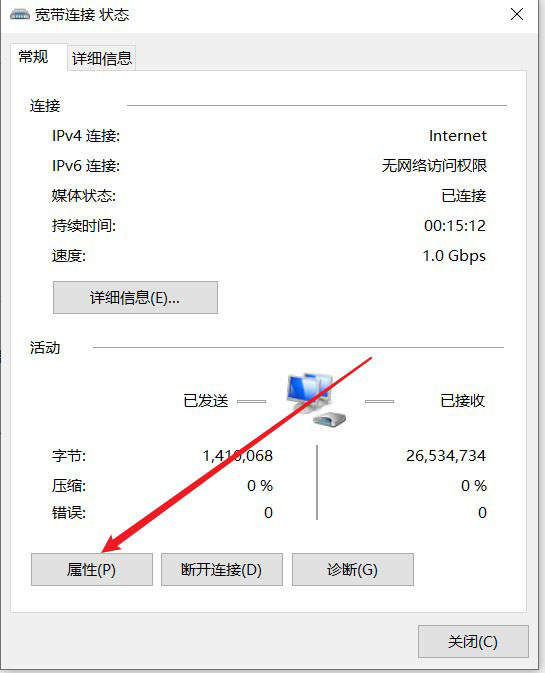 宽带连接 状态
常规 详细信息
连接
IPv4 连接: Internet
IPv6 连接: 无网络访问权限
媒体状态: 已连接
持续时间: 00:15:12
速度: 1.0 Gbps
详细信息(E)...
活动
已发送 已接收
字节: 1,410,068 26,534,734
压缩: 0 % 0 %
错误: 0 0
属性(P) 断开连接(D) 诊断(G)
关闭(C)